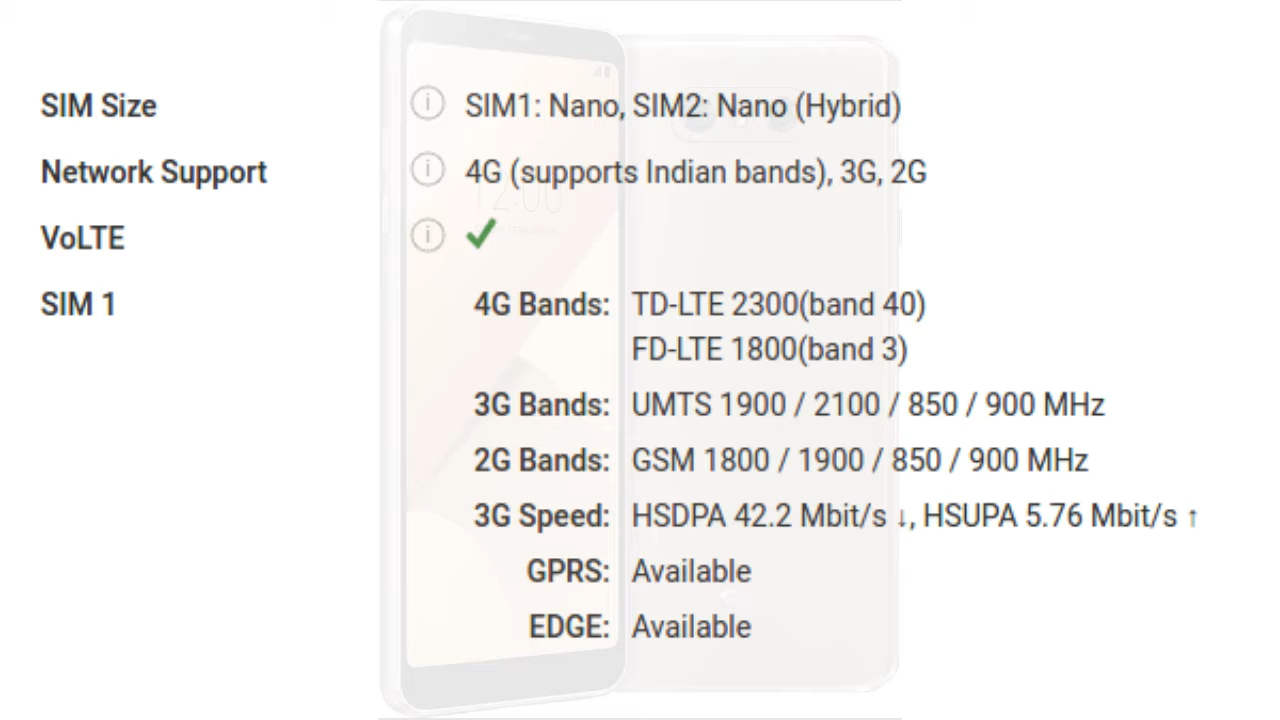 SIM Size SIM1: Nano, SIM2: Nano (Hybrid)
Network Support 4G (supports Indian bands), 3G, 2G
VoLTE ✔
SIM 1 4G Bands: TD-LTE 2300(band 40)
FD-LTE 1800(band 3)
3G Bands: UMTS 1900 / 2100 / 850 / 900 MHz
2G Bands: GSM 1800 / 1900 / 850 / 900 MHz
3G Speed: HSDPA 42.2 Mbit/s ↓, HSUPA 5.76 Mbit/s ↑
GPRS: Available
EDGE: Available
12:00